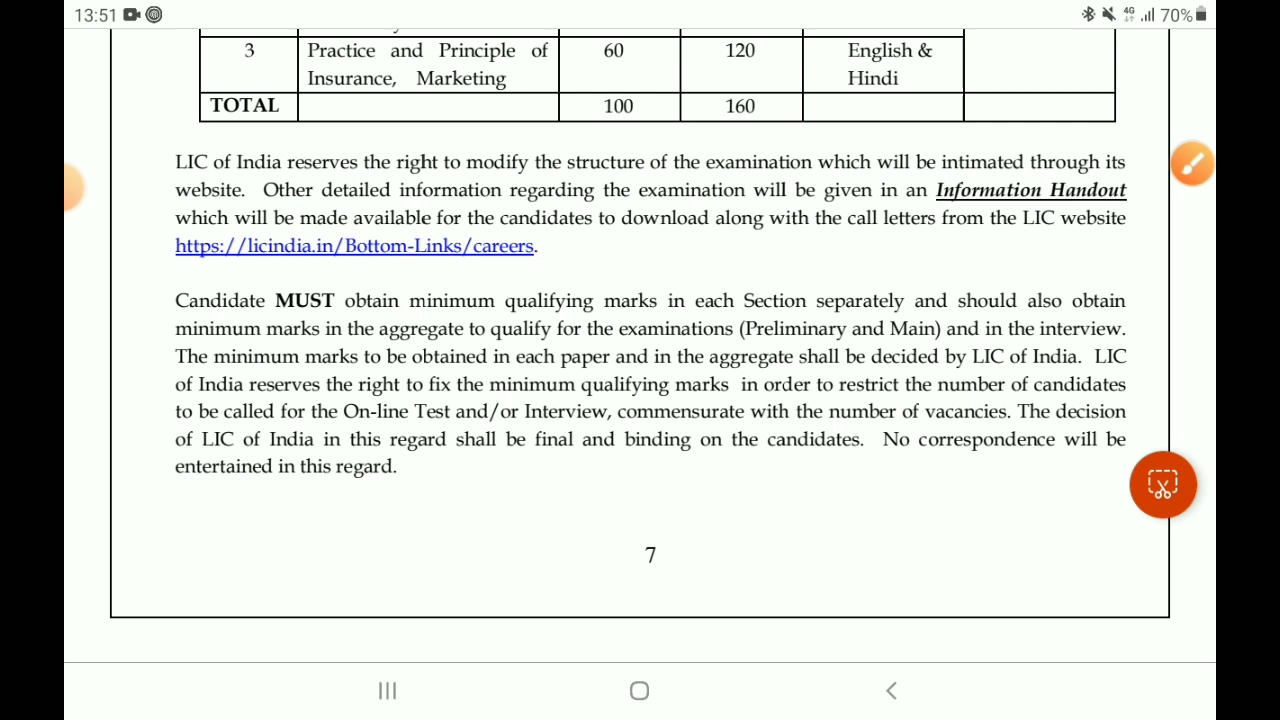 13:51 4G 70%
3 Practice and Principle of 60 120 English &
Insurance, Marketing Hindi
TOTAL 100 160
LIC of India reserves the right to modify the structure of the examination which will be intimated through its
website. Other detailed information regarding the examination will be given in an Information Handout
which will be made available for the candidates to download along with the call letters from the LIC website
https://licindia.in/Bottom-Links/careers.
Candidate MUST obtain minimum qualifying marks in each Section separately and should also obtain
minimum marks in the aggregate to qualify for the examinations (Preliminary and Main) and in the interview.
The minimum marks to be obtained in each paper and in the aggregate shall be decided by LIC of India. LIC
of India reserves the right to fix the minimum qualifying marks in order to restrict the number of candidates
to be called for the On-line Test and/or Interview, commensurate with the number of vacancies. The decision
of LIC of India in this regard shall be final and binding on the candidates. No correspondence will be
entertained in this regard.
7